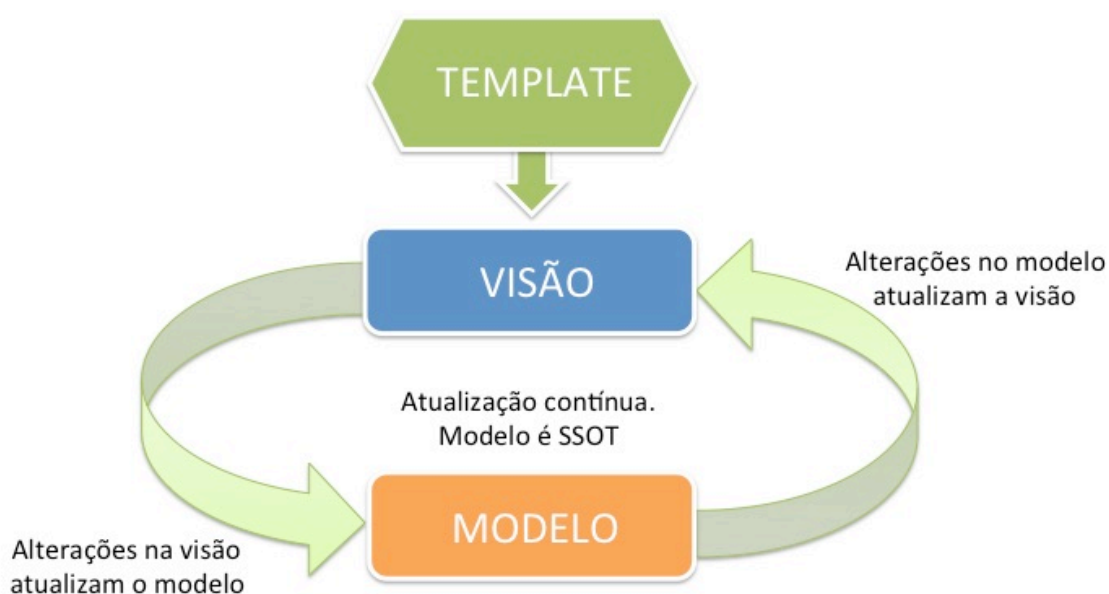 TEMPLATE
VISÃO
Alterações no modelo
atualizam a visão
Atualização contínua.
Modelo é SSOT
MODELO
Alterações na visão
atualizam o modelo